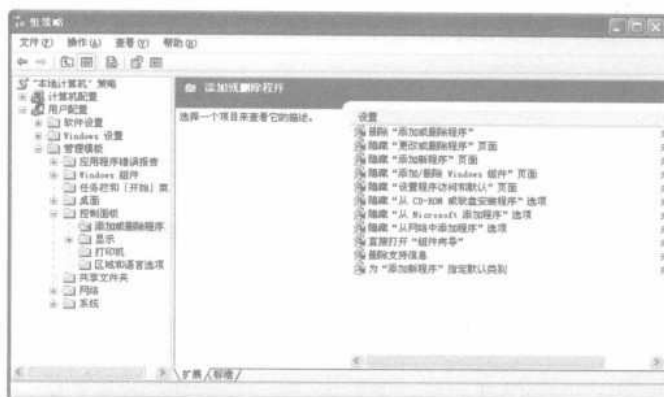 组策略
文件(F) 操作(A) 查看(V) 帮助(H)
“本地计算机”策略
计算机配置
用户配置
软件设置
Windows 设置
管理模板
应用程序错误报告
Windows 组件
任务栏和「开始」菜
桌面
控制面板
添加或删除程序
显示
打印机
区域和语言选项
共享文件夹
网络
系统
添加或删除程序
选择一个项目来查看它的描述。
设置
删除“添加或删除程序”
隐藏“更改或删除程序”页面
隐藏“添加新程序”页面
隐藏“添加/删除 Windows 组件”页面
隐藏“设置程序访问和默认”页面
隐藏“从 CD-ROM 或软盘安装程序”选项
隐藏“从 Microsoft 添加程序”选项
隐藏“从网络中添加程序”选项
直接打开“组件向导”
删除支持信息
为“添加新程序”指定默认类别
扩展 标准